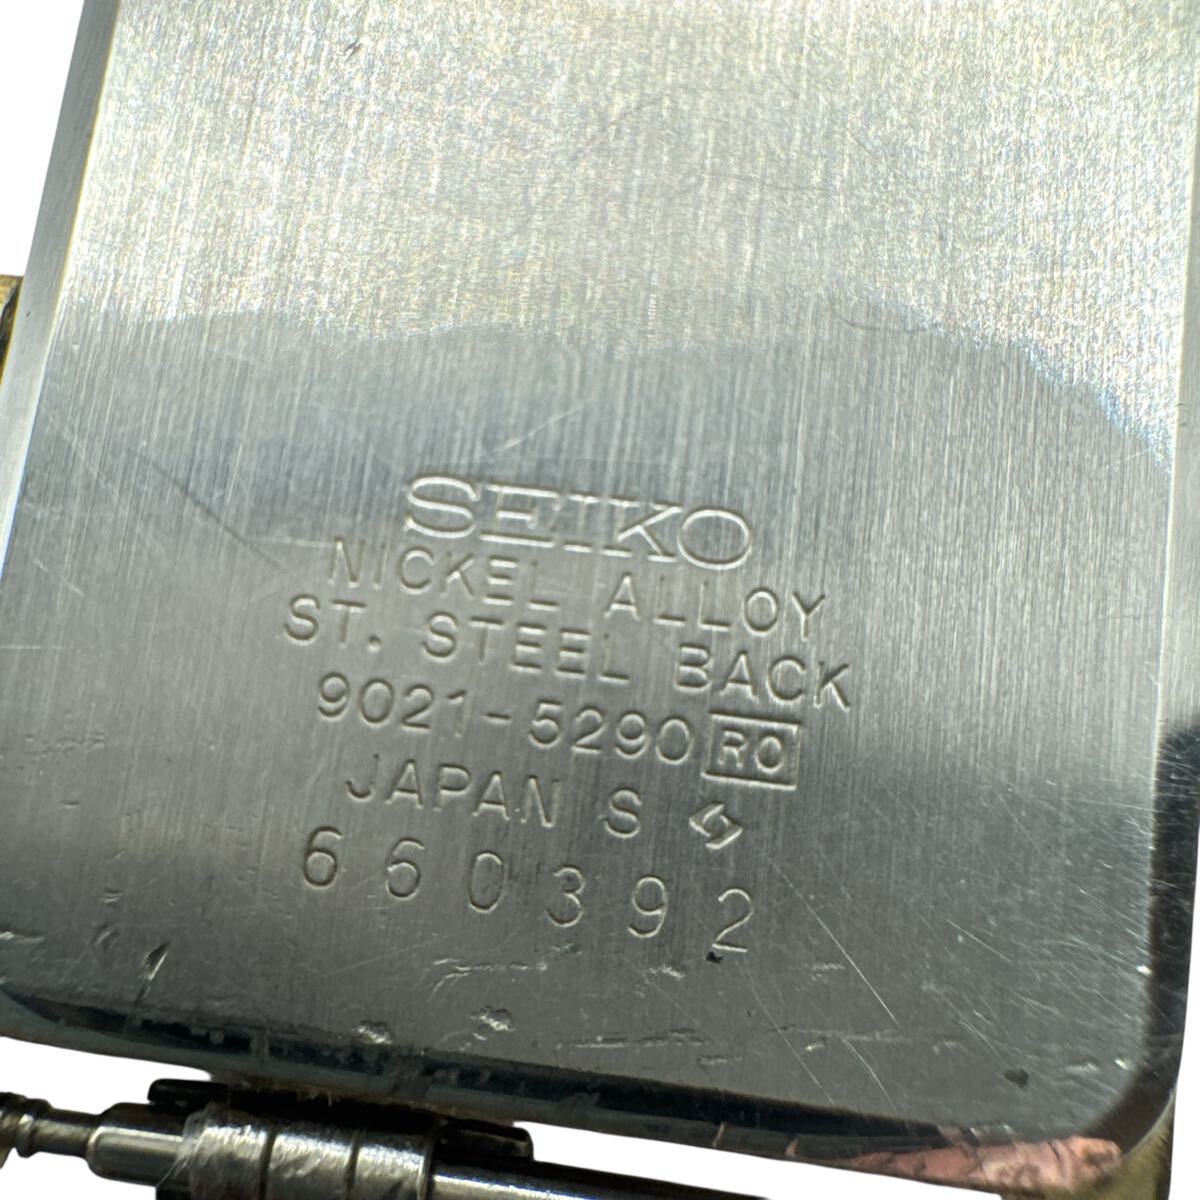 SEIKO
NICKEL ALLOY
ST. STEEL BACK
9021-5290 RO
JAPAN S
660392